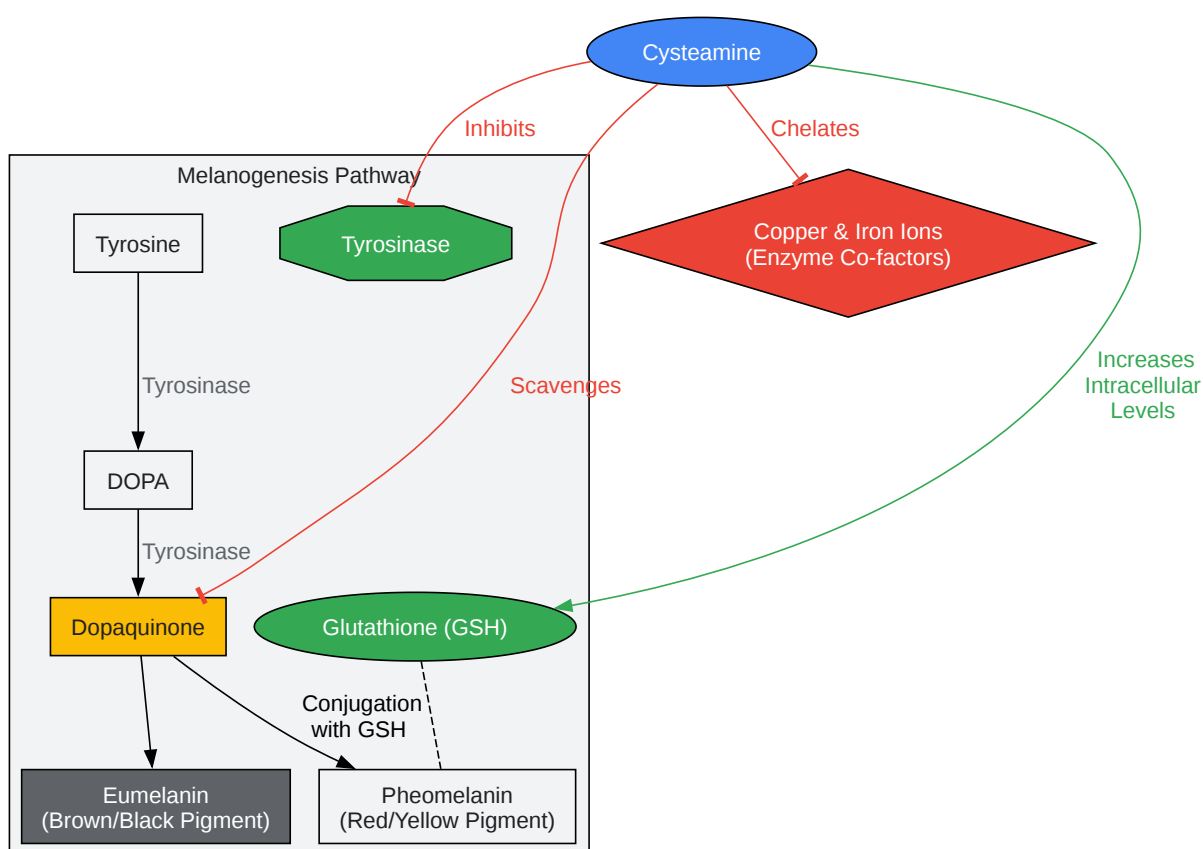 Cysteamine
Inhibits
Chelates
Melanogenesis Pathway
Tyrosine
Tyrosinase
Copper & Iron Ions
(Enzyme Co-factors)
Tyrosinase
Scavenges
Increases
Intracellular
Levels
DOPA
Tyrosinase
Dopaquinone
Glutathione (GSH)
Conjugation
with GSH
Eumelanin
(Brown/Black Pigment)
Pheomelanin
(Red/Yellow Pigment)